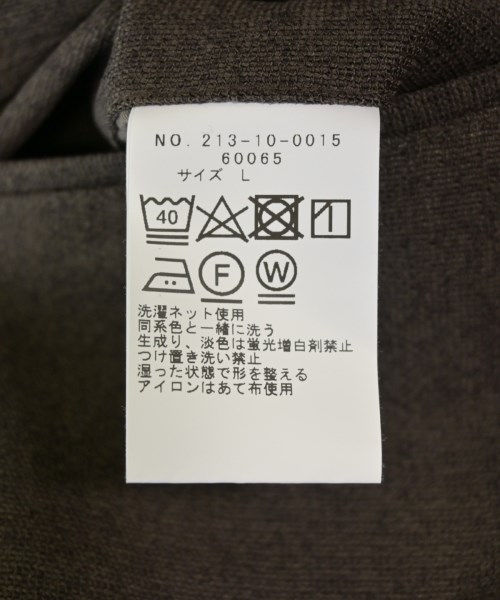 NO. 213-10-0015
60065
サイズ L
40
F W
洗濯ネット使用
同系色と一緒に洗う
生成り、淡色は蛍光増白剤禁止
つけ置き洗い禁止
湿った状態で形を整える
アイロンはあて布使用